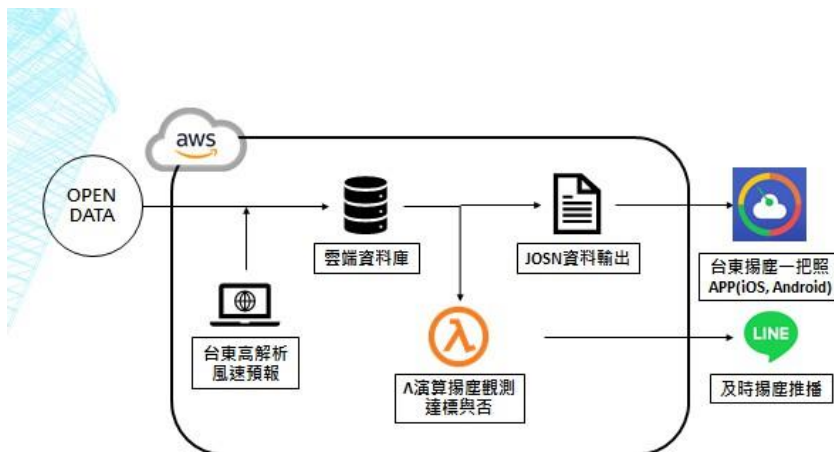 aws
OPEN
DATA
雲端資料庫
JOSN資料輸出
台東揚塵一把照
APP(iOS, Android)
台東高解析
風速預報
λ
Λ演算揚塵觀測
達標與否
LINE
及時揚塵推播